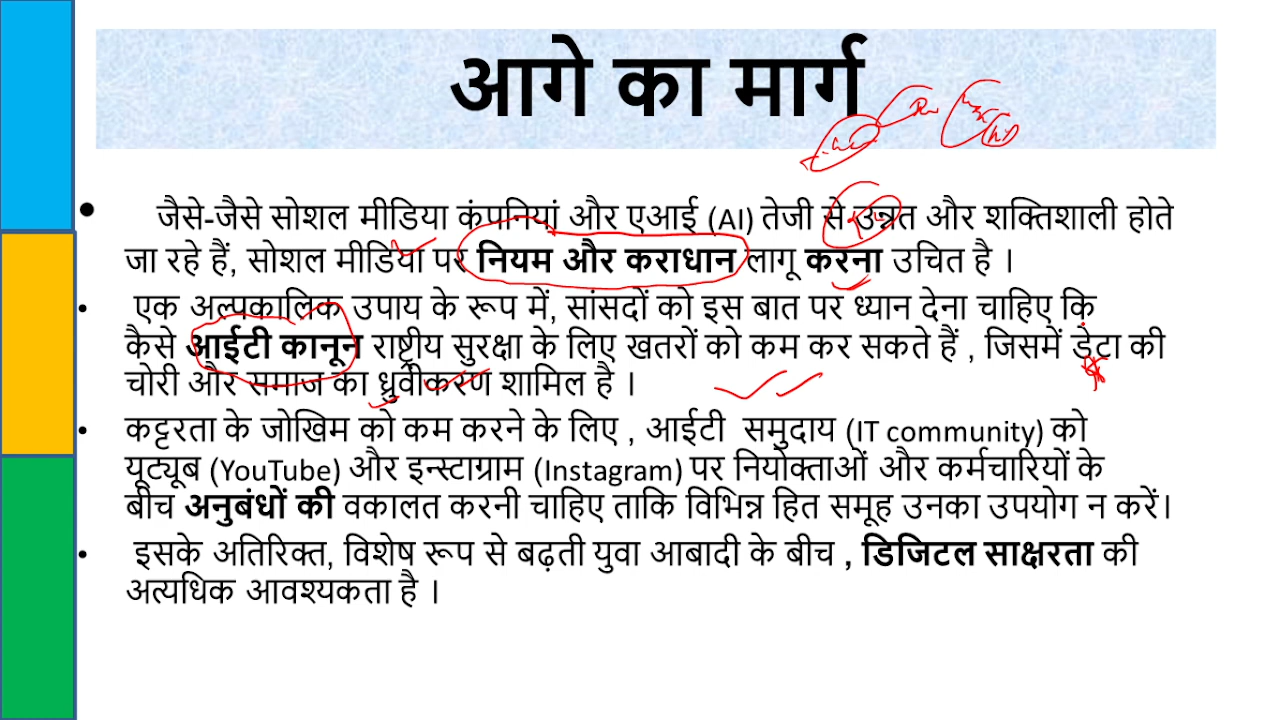 आगे का मार्ग
• जैसे-जैसे सोशल मीडिया कंपनियां और एआई (AI) तेजी से उन्नत और शक्तिशाली होते
जा रहे हैं, सोशल मीडिया पर नियम और कराधान लागू करना उचित है ।
• एक अल्पकालिक उपाय के रूप में, सांसदों को इस बात पर ध्यान देना चाहिए कि
कैसे आईटी कानून राष्ट्रीय सुरक्षा के लिए खतरों को कम कर सकते हैं , जिसमें डेटा की
चोरी और समाज का ध्रुवीकरण शामिल है ।
• कट्टरता के जोखिम को कम करने के लिए , आईटी समुदाय (IT community) को
यूट्यूब (YouTube) और इन्स्टाग्राम (Instagram) पर नियोक्ताओं और कर्मचारियों के
बीच अनुबंधों की वकालत करनी चाहिए ताकि विभिन्न हित समूह उनका उपयोग न करें।
• इसके अतिरिक्त, विशेष रूप से बढ़ती युवा आबादी के बीच , डिजिटल साक्षरता की
अत्यधिक आवश्यकता है ।